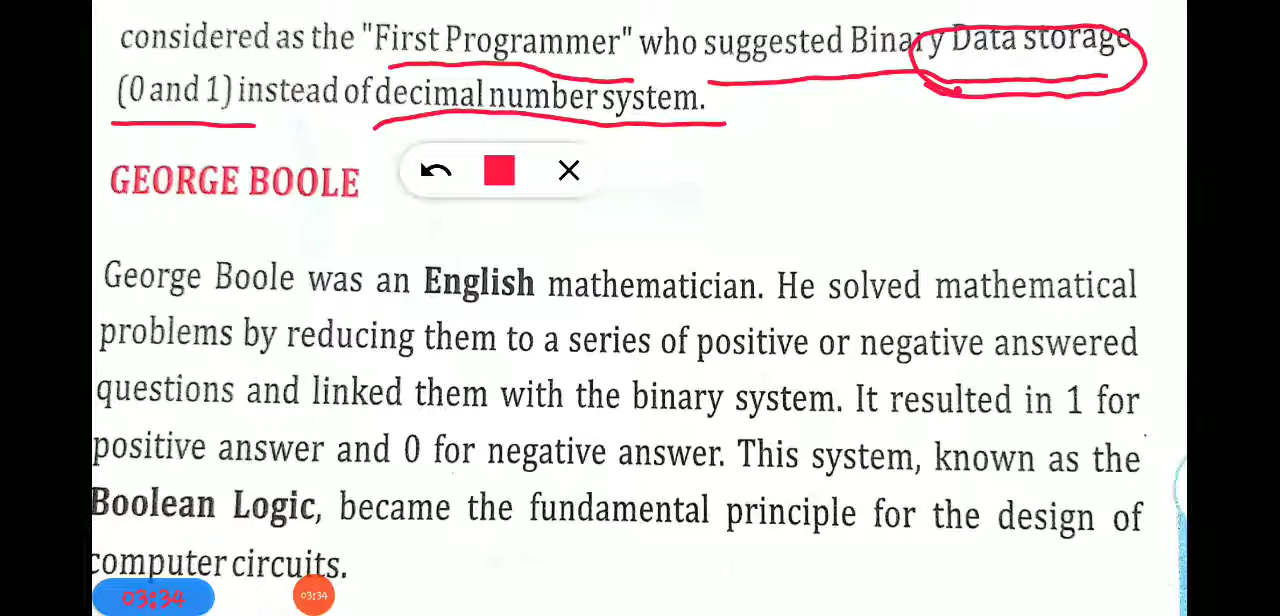 considered as the "First Programmer" who suggested Binary Data storage
(0 and 1) instead of decimal number system.
GEORGE BOOLE
George Boole was an English mathematician. He solved mathematical
problems by reducing them to a series of positive or negative answered
questions and linked them with the binary system. It resulted in 1 for
positive answer and 0 for negative answer. This system, known as the
Boolean Logic, became the fundamental principle for the design of
computer circuits.
03:34
03:34